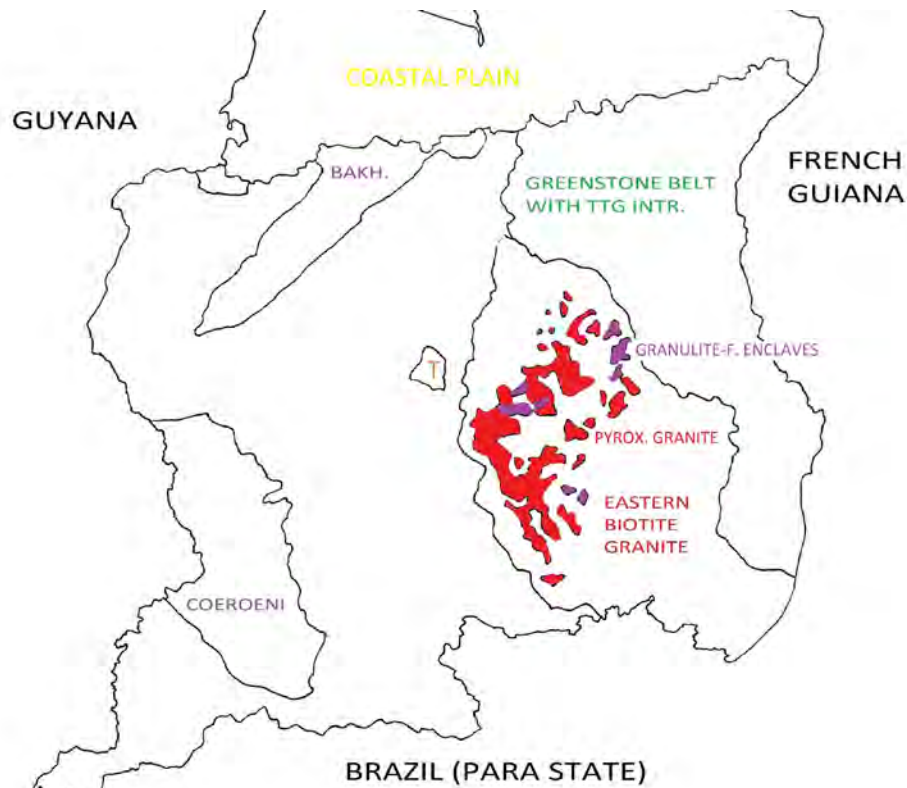 COASTAL PLAIN
GUYANA
BAKH.
FRENCH
GUIANA
GREENSTONE BELT
WITH TTG INTR.
GRANULITE-F. ENCLAVES
T
PYROX. GRANITE
EASTERN
BIOTITE
GRANITE
COEROENI
BRAZIL (PARA STATE)